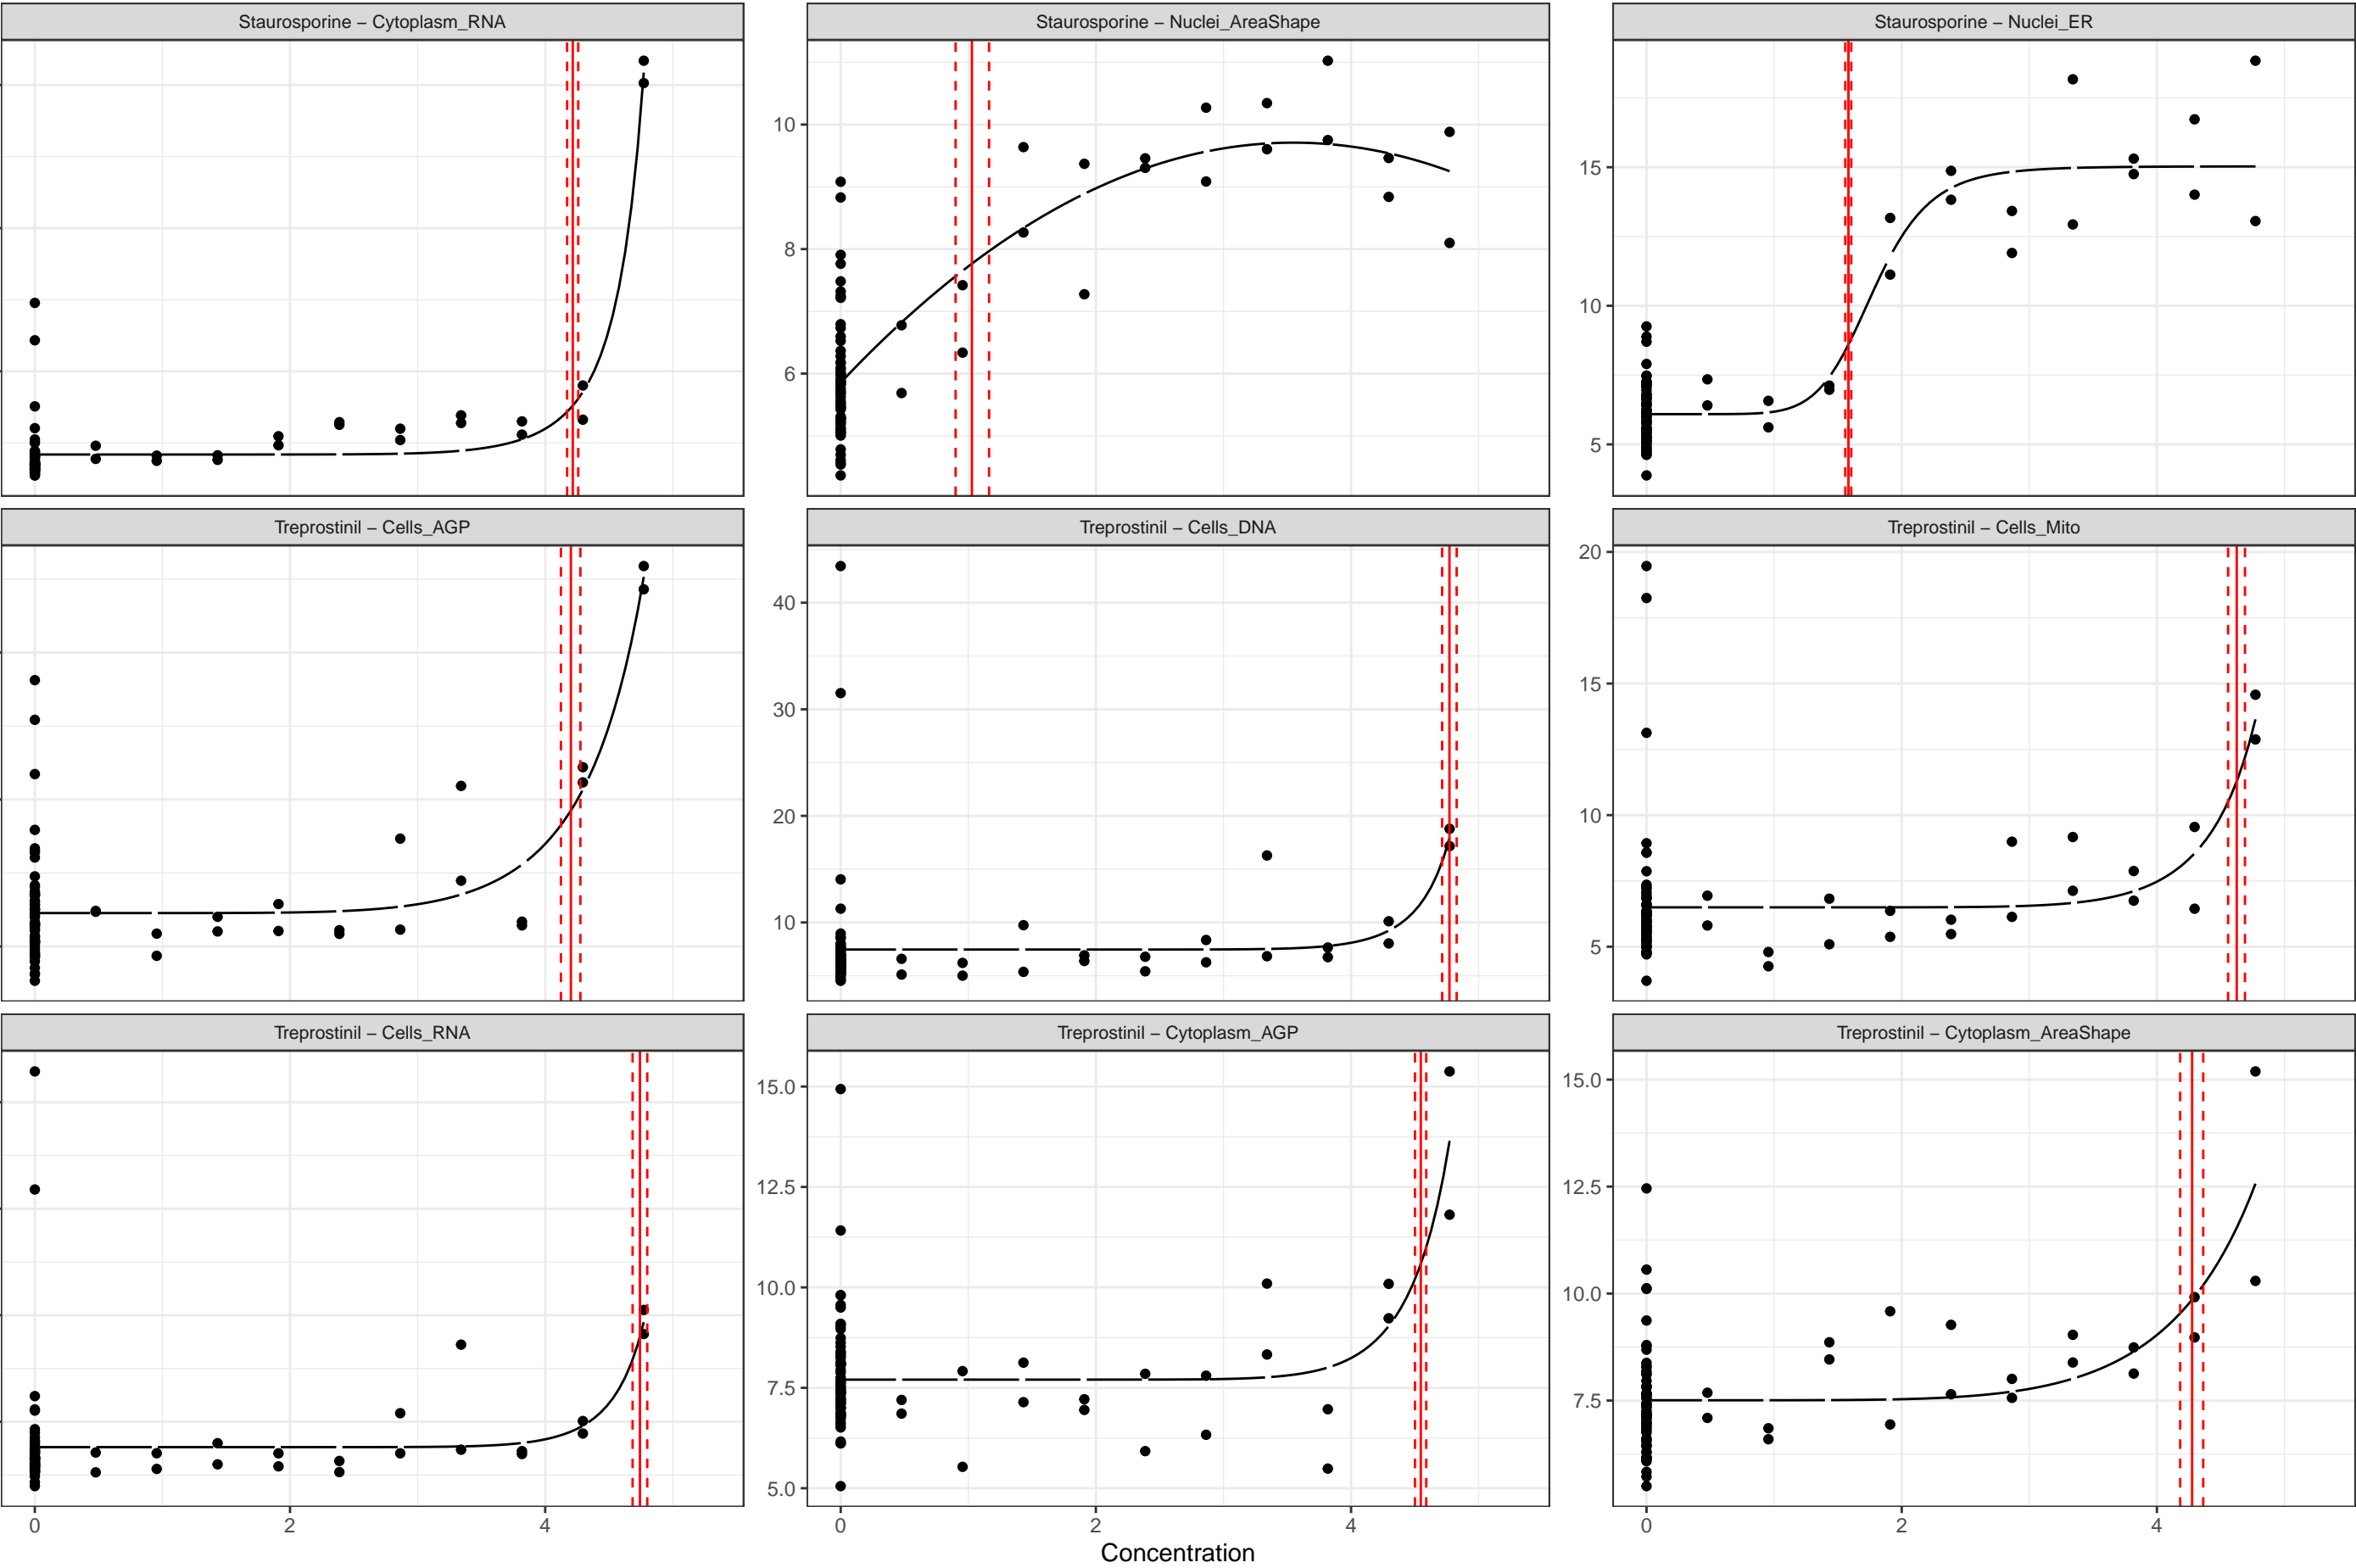 Staurosporine – Cytoplasm_RNA
Staurosporine – Nuclei_AreaShape
Staurosporine – Nuclei_ER
10
8
6
15
10
5
Treprostinil – Cells_AGP
Treprostinil – Cells_DNA
Treprostinil – Cells_Mito
40
30
20
10
20
15
10
5
Treprostinil – Cells_RNA
Treprostinil – Cytoplasm_AGP
Treprostinil – Cytoplasm_AreaShape
15.0
12.5
10.0
7.5
5.0
15.0
12.5
10.0
7.5
0 2 4
0 2 4
0 2 4
Concentration